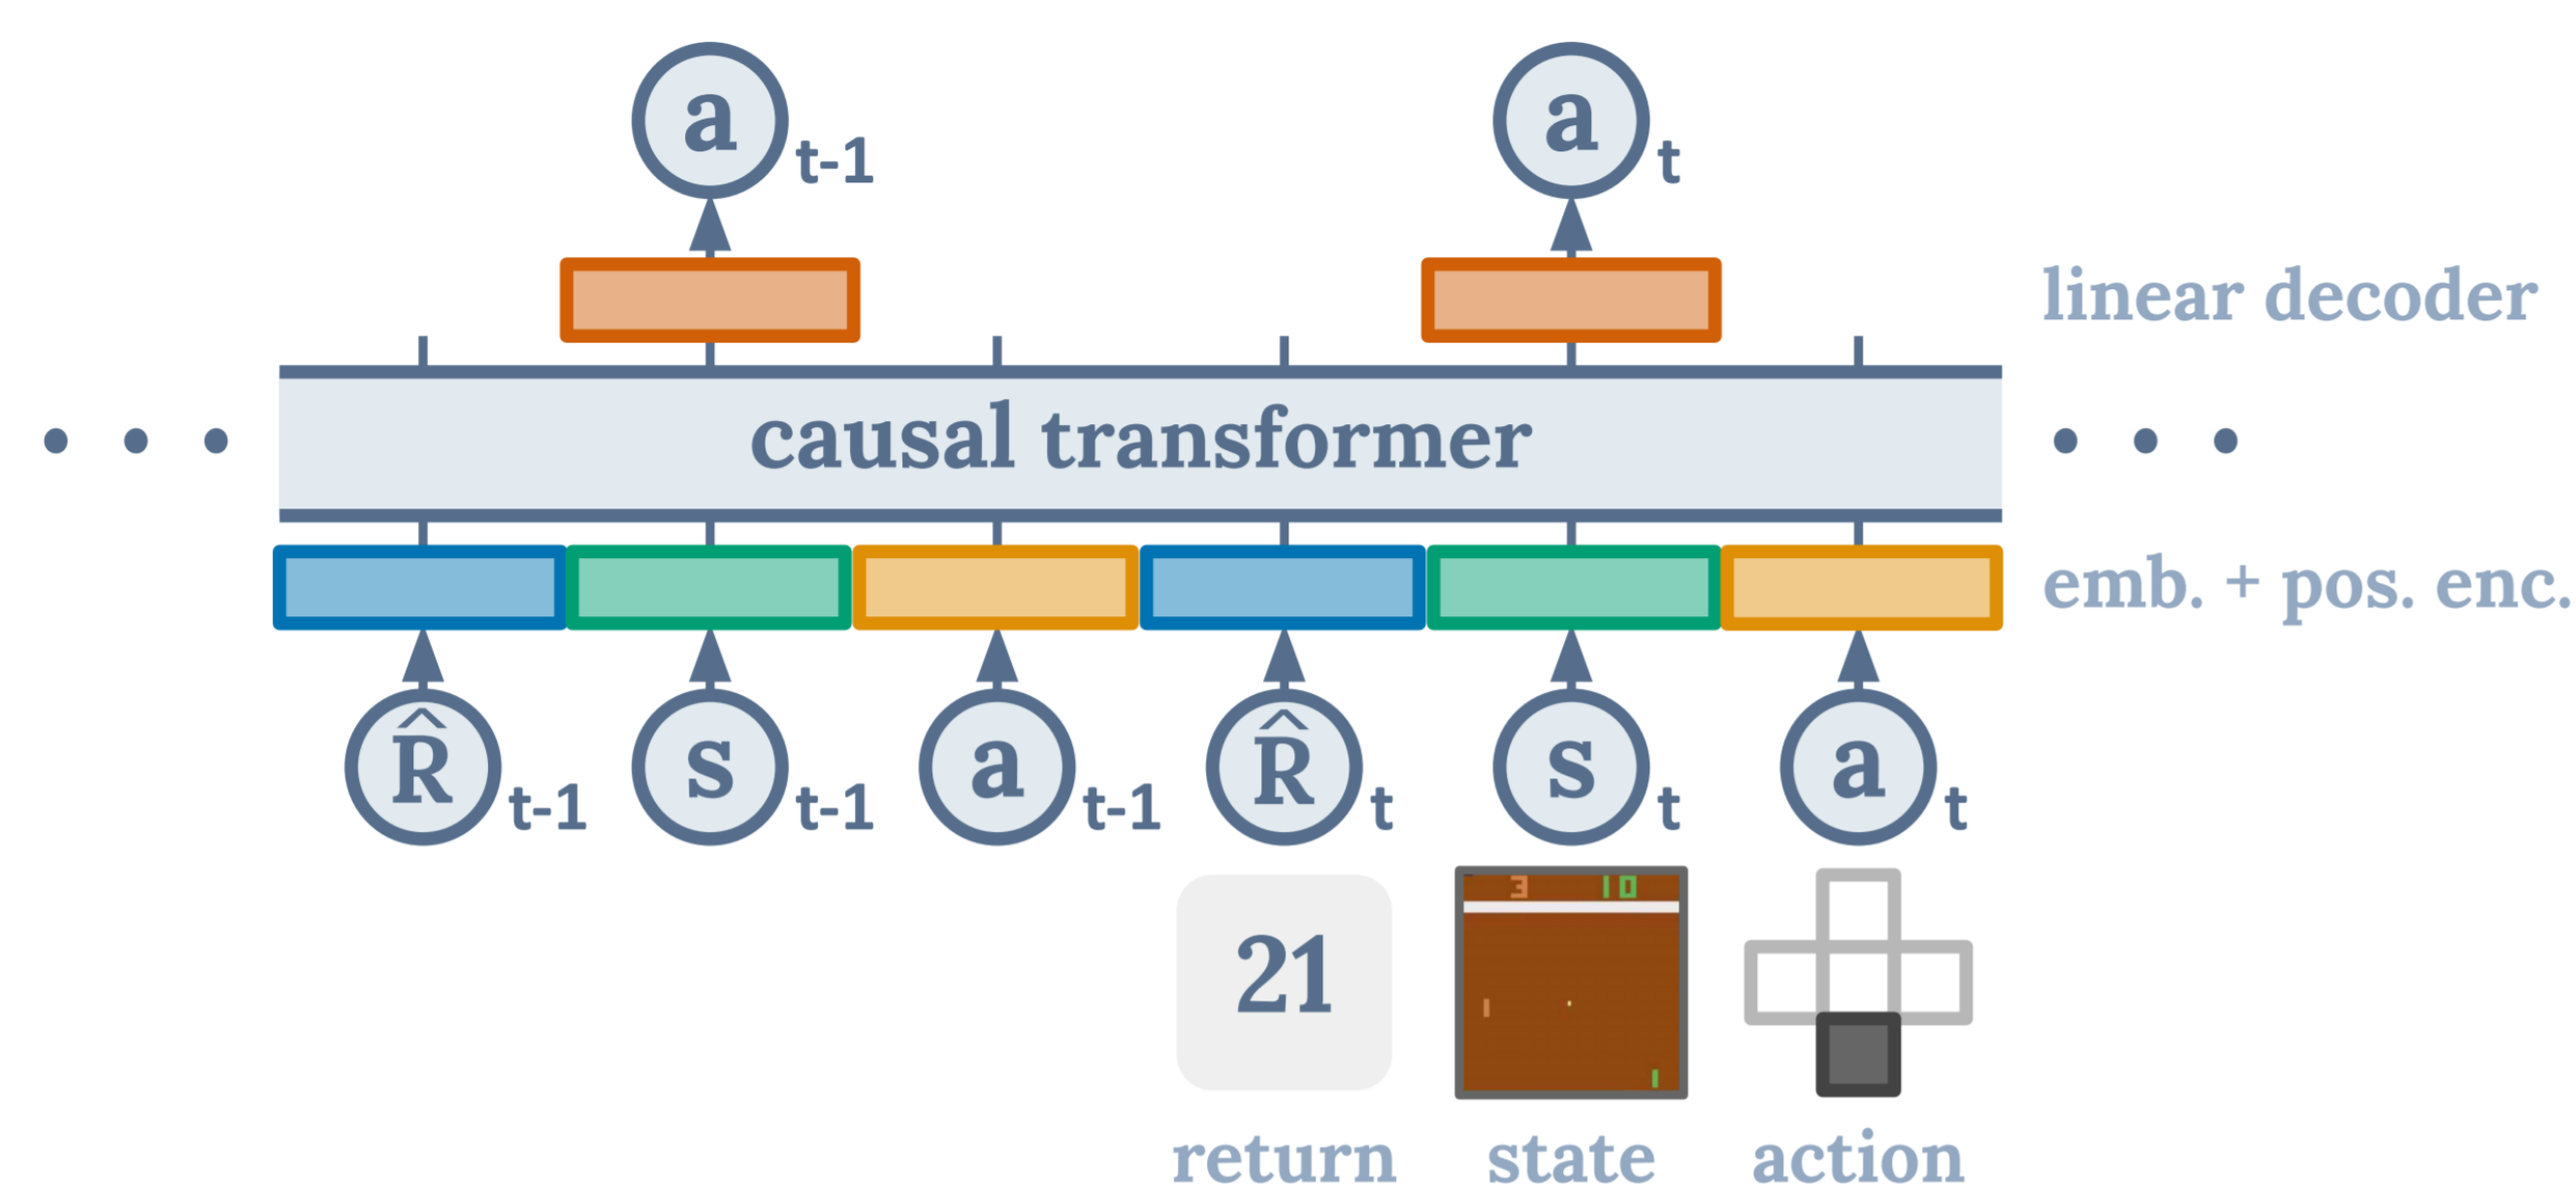 a t-1 a t
linear decoder
causal transformer
emb. + pos. enc.
R̂ t-1 s t-1 a t-1 R̂ t s t a t
3 10
21
return state action